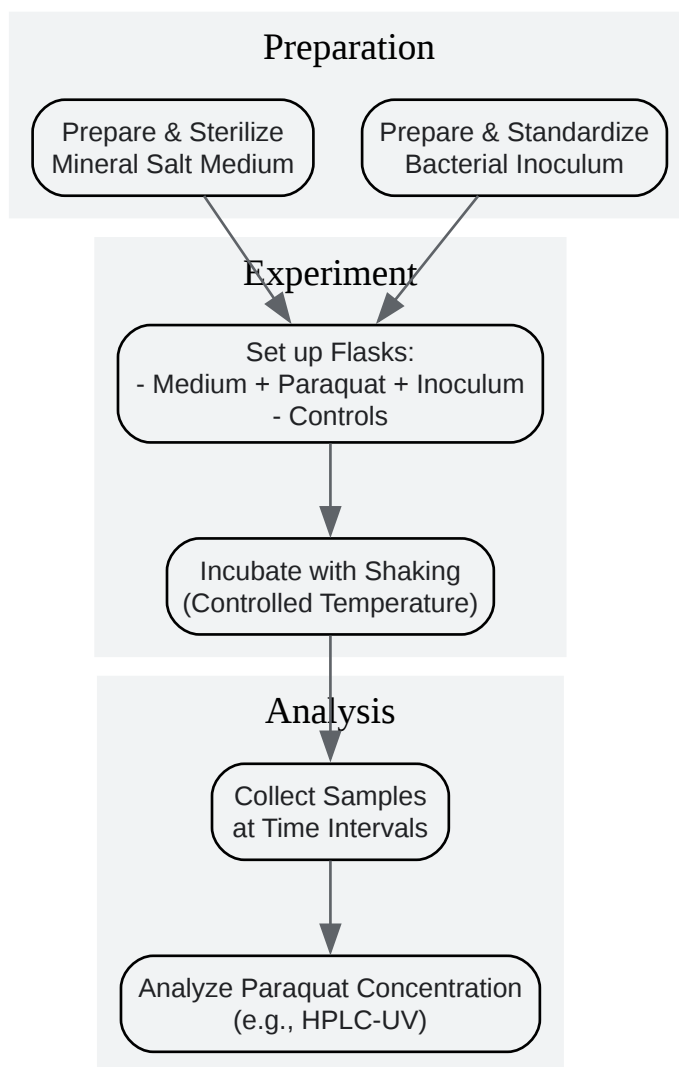 Preparation
Prepare & Sterilize
Mineral Salt Medium
Prepare & Standardize
Bacterial Inoculum
Experiment
Set up Flasks:
- Medium + Paraquat + Inoculum
- Controls
Incubate with Shaking
(Controlled Temperature)
Analysis
Collect Samples
at Time Intervals
Analyze Paraquat Concentration
(e.g., HPLC-UV)